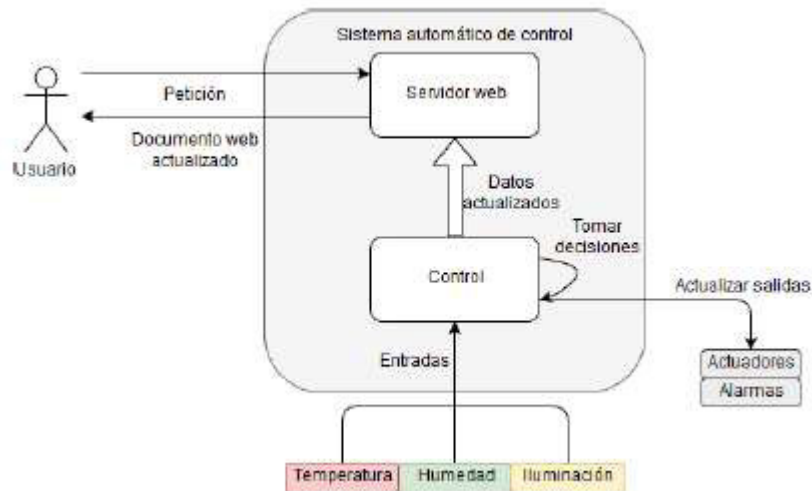 Sistema automático de control
Servidor web
Petición
Documento web
actualizado
Usuario
Datos
actualizados
Tomar
decisiones
Control
Actualizar salidas
Entradas
Actuadores
Alarmas
Temperatura
Humedad
Iluminación